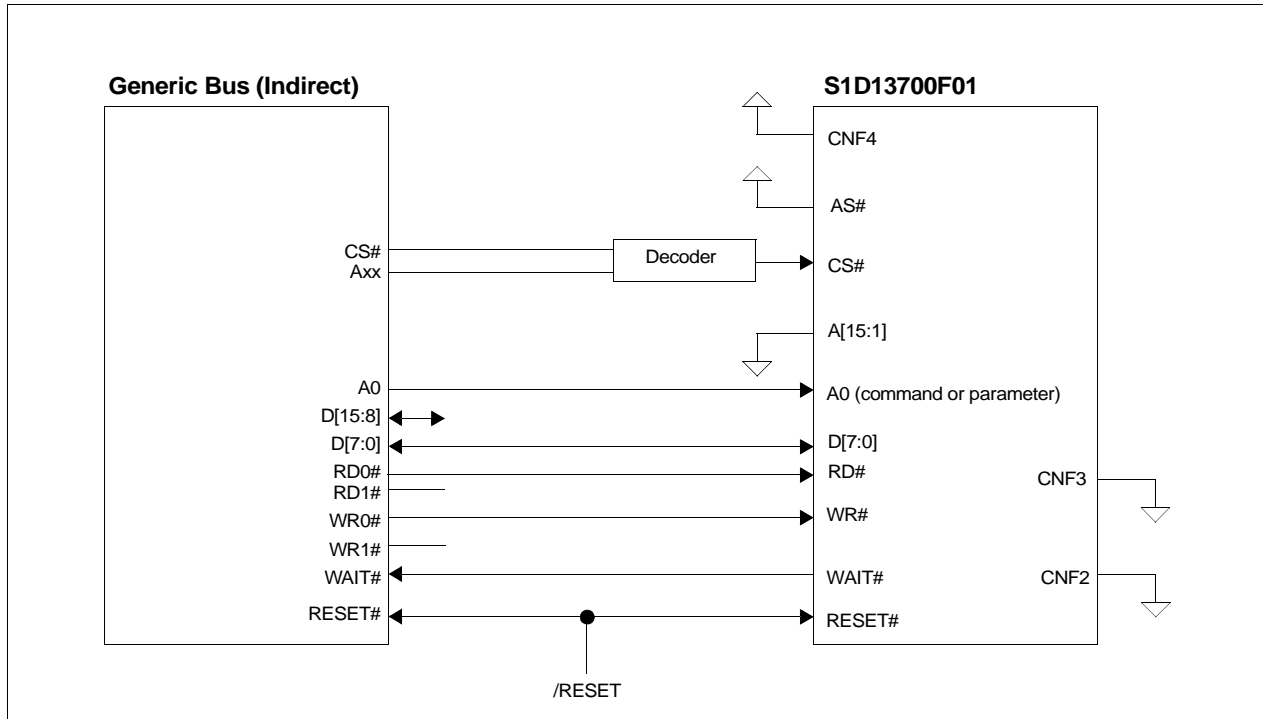 Generic Bus (Indirect)
S1D13700F01
CNF4
AS#
CS#
Axx
Decoder
CS#
A[15:1]
A0
A0 (command or parameter)
D[15:8]
D[7:0]
D[7:0]
RD0#
RD#
RD1#
CNF3
WR0#
WR#
WR1#
WAIT#
WAIT#
CNF2
RESET#
RESET#
/RESET